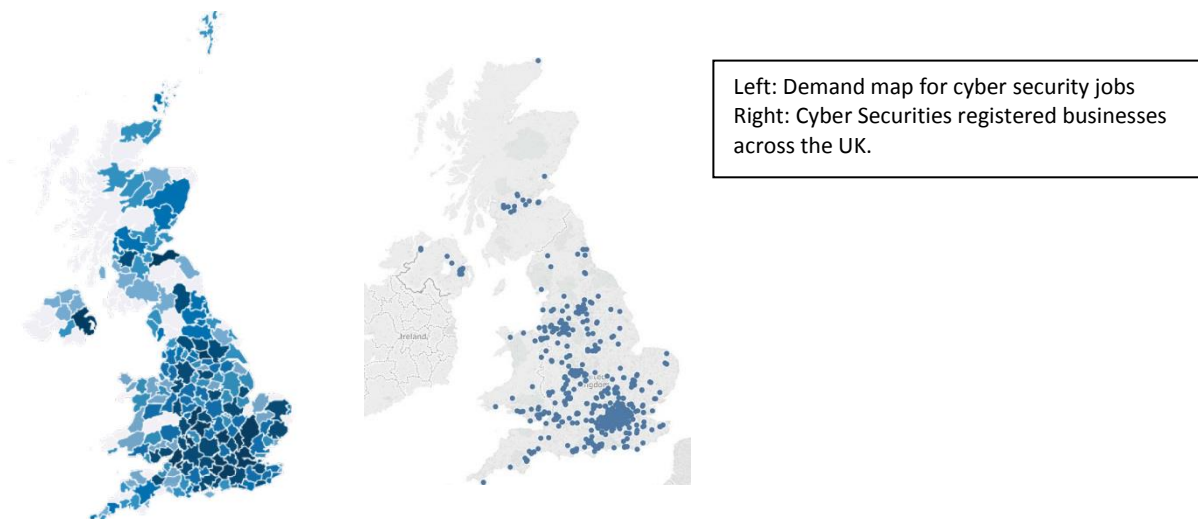 Left: Demand map for cyber security jobs
Right: Cyber Securities registered businesses
across the UK.
Ireland